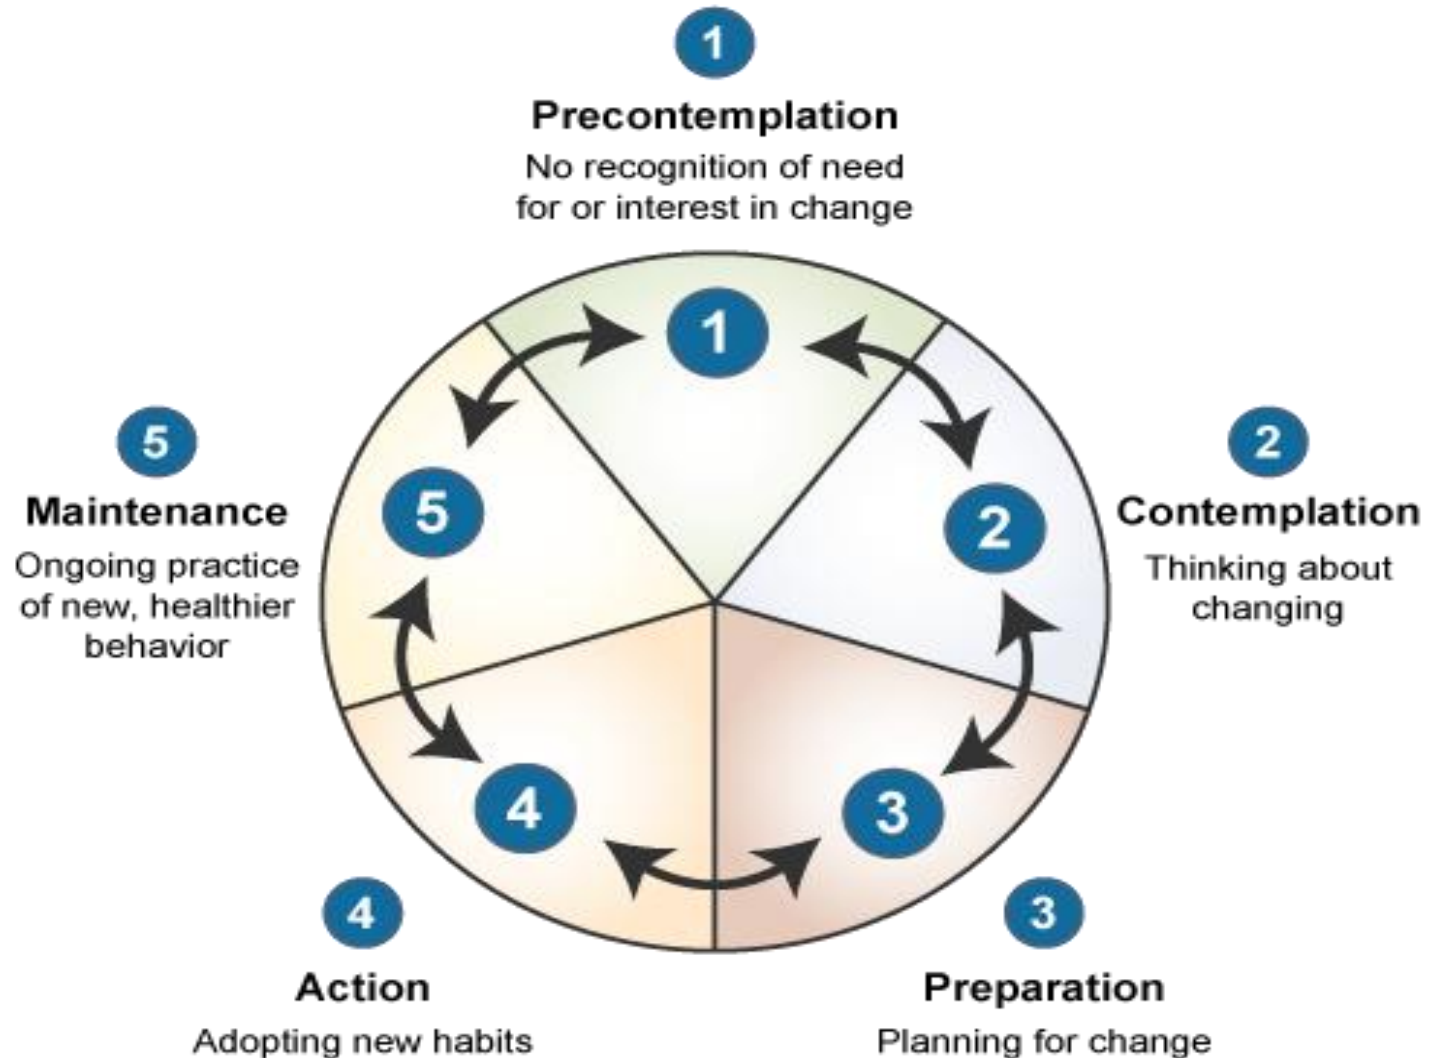 1
Precontemplation
No recognition of need
for or interest in change
1
5
Maintenance
Ongoing practice
of new, healthier
behavior
5
2
2
Contemplation
Thinking about
changing
4
3
4
Action
Adopting new habits
3
Preparation
Planning for change